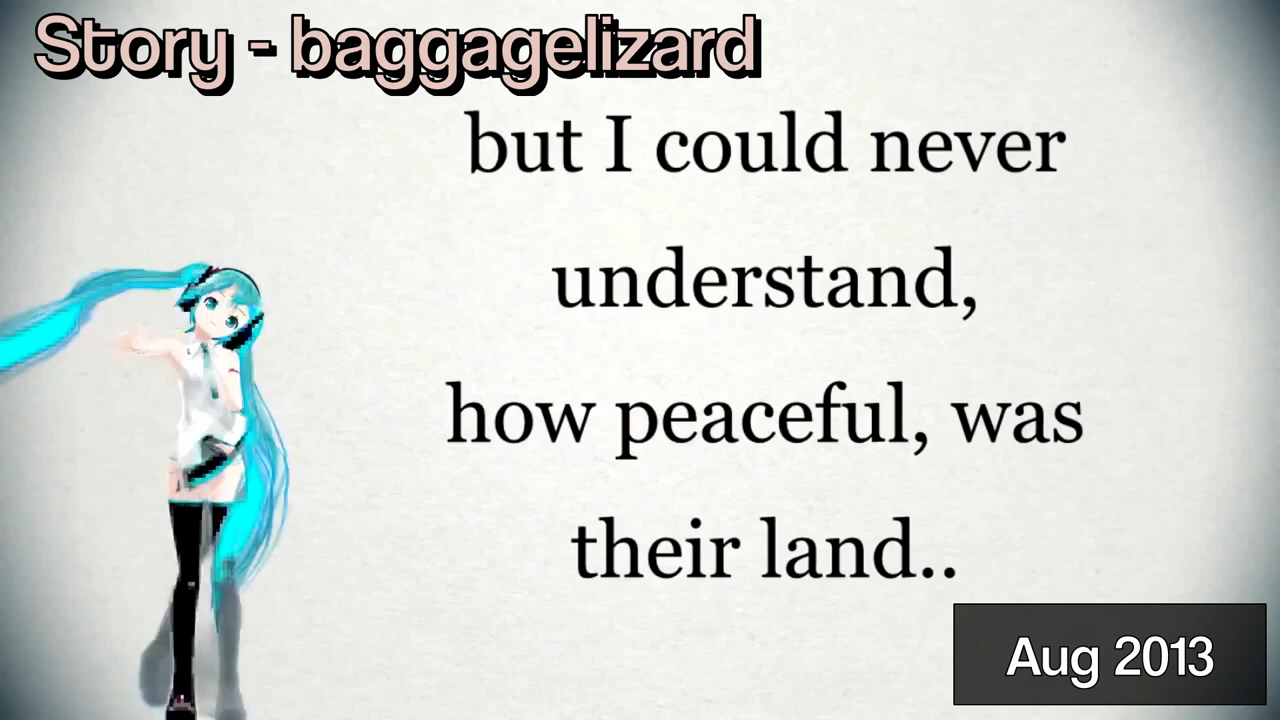 Story - baggagelizard
but I could never
understand,
how peaceful, was
their land..
Aug 2013